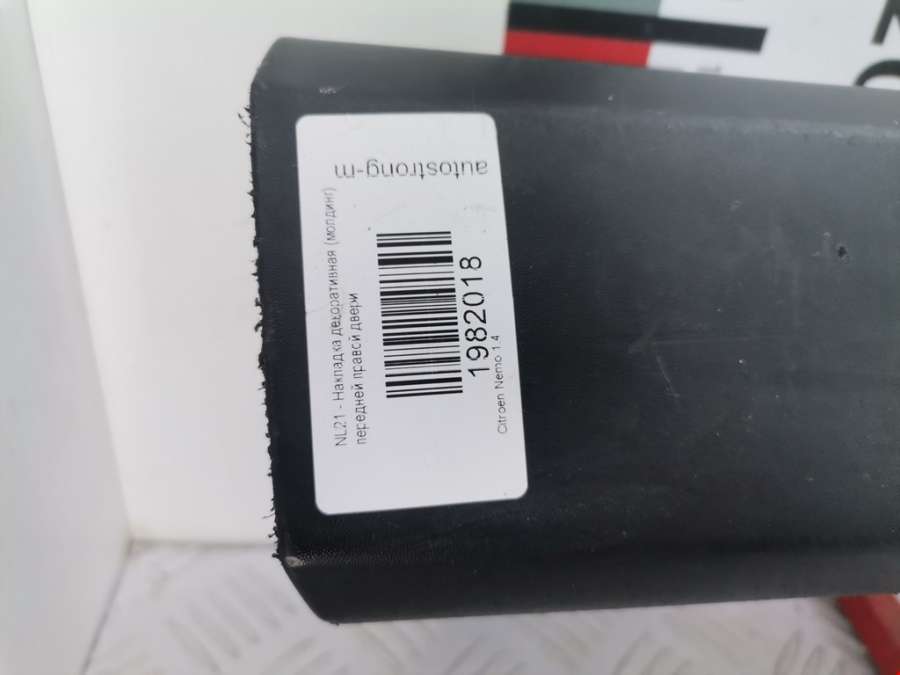 autostrong-m
NL21 - Накладка декоративная (молдинг)
передней правой двери
1982018
Citroen Nemo 1.4